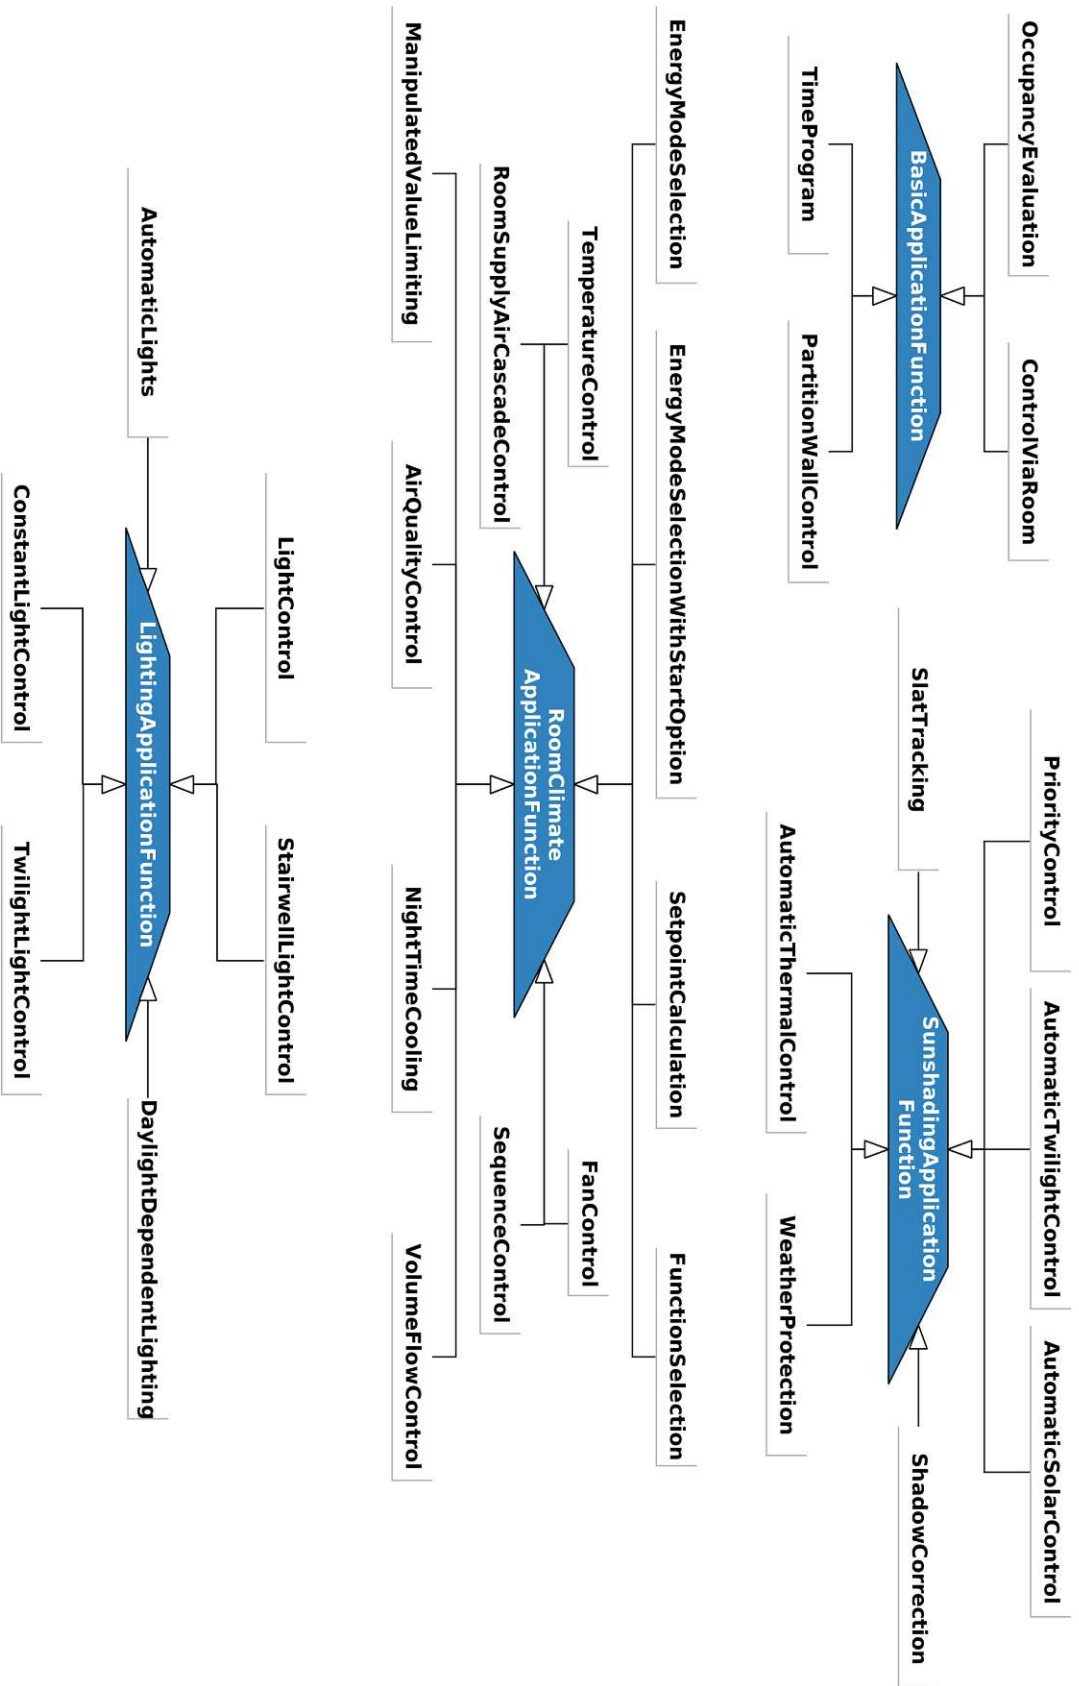 OccupancyEvaluation
ControlViaRoom
BasicApplicationFunction
TimeProgram
PartitionWallControl
PriorityControl
AutomaticTwilightControl
AutomaticSolarControl
SlatTracking
SunshadingApplication
Function
ShadowCorrection
AutomaticThermalControl
WeatherProtection
EnergyModeSelection
EnergyModeSelectionWithStartOption
SetpointCalculation
FunctionSelection
TemperatureControl
FanControl
RoomClimate
ApplicationFunction
RoomSupplyAirCascadeControl
SequenceControl
ManipulatedValueLimiting
AirQualityControl
NightTimeCooling
VolumeFlowControl
LightControl
StairwellLightControl
AutomaticLights
LightingApplicationFunction
DaylightDependentLighting
ConstantLightControl
TwilightLightControl